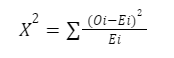 X² = Σ (Oi−Ei)² / Ei